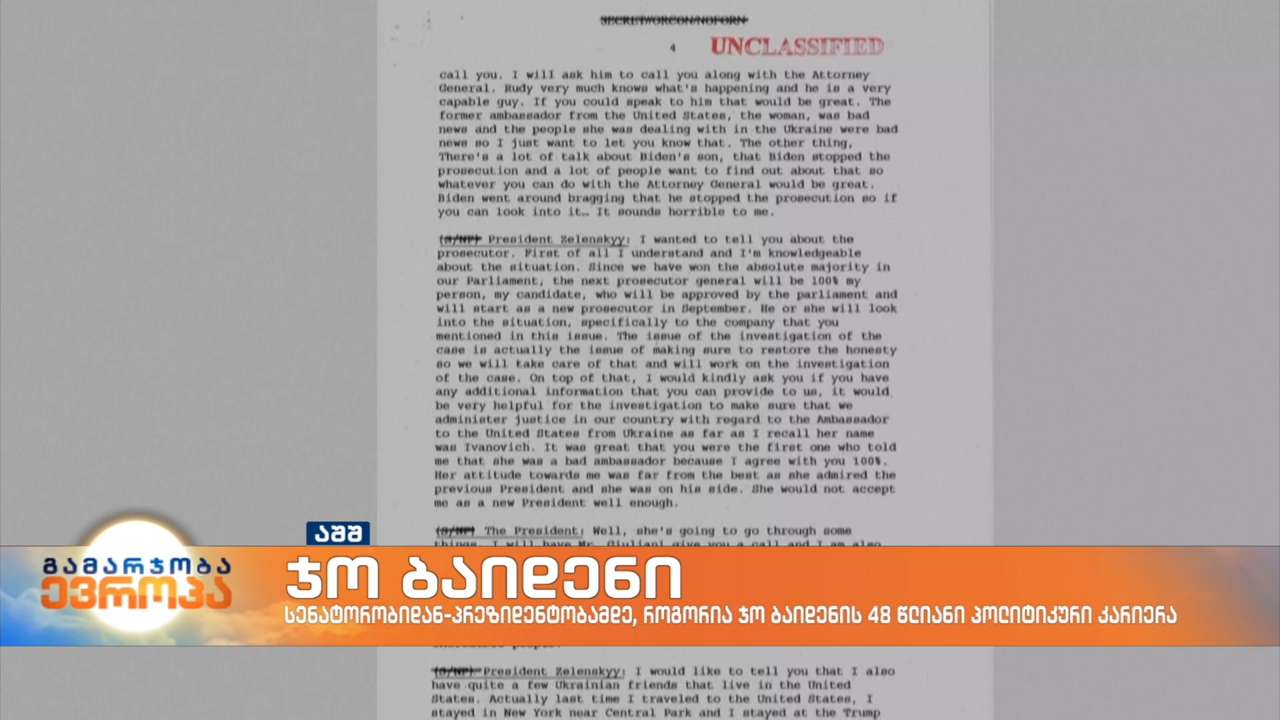 SECRET//ORCON/NOFORN
4
UNCLASSIFIED
call you. I will ask him to call you along with the Attorney
General. Rudy very much knows what's happening and he is a very
capable guy. If you could speak to him that would be great. The
former ambassador from the United States, the woman, was bad
news and the people she was dealing with in the Ukraine were bad
news so I just want to let you know that. The other thing,
There's a lot of talk about Biden's son, that Biden stopped the
prosecution and a lot of people want to find out about that so
whatever you can do with the Attorney General would be great.
Biden went around bragging that he stopped the prosecution so if
you can look into it… It sounds horrible to me.
(S/NF) President Zelenskyy: I wanted to tell you about the
prosecutor. First of all I understand and I'm knowledgeable
about the situation. Since we have won the absolute majority in
our Parliament, the next prosecutor general will be 100% my
person, my candidate, who will be approved by the parliament and
will start as a new prosecutor in September. He or she will look
into the situation, specifically to the company that you
mentioned in this issue. The issue of the investigation of the
case is actually the issue of making sure to restore the honesty
so we will take care of that and will work on the investigation
of the case. On top of that, I would kindly ask you if you have
any additional information that you can provide to us, it would
be very helpful for the investigation to make sure that we
administer justice in our country with regard to the Ambassador
to the United States from Ukraine as far as I recall her name
was Ivanovich. It was great that you were the first one who told
me that she was a bad ambassador because I agree with you 100%.
Her attitude towards me was far from the best as she admired the
previous President and she was on his side. She would not accept
me as a new President well enough.
(S/NF) The President: Well, she's going to go through some
things. I will have Mr. Giuliani give you a call and I am also
აშშ
გამარჯობა
ევროპა
ჯო ბაიდენი
სენატორობიდან-პრეზიდენტობამდე, როგორია ჯო ბაიდენის 48 წლიანი პოლიტიკური კარიერა
incredible people.
(S/NF) President Zelenskyy: I would like to tell you that I also
have quite a few Ukrainian friends that live in the United
States. Actually last time I traveled to the United States, I
stayed in New York near Central Park and I stayed at the Trump